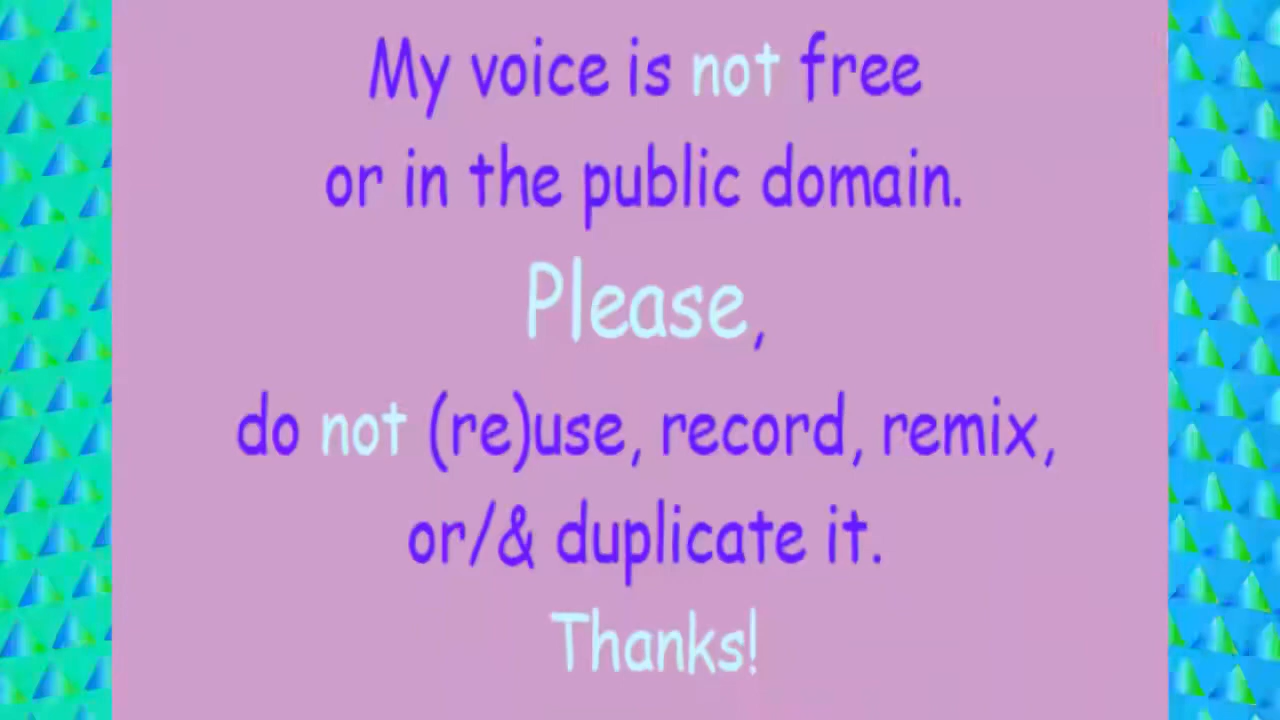 My voice is not free
or in the public domain.
Please,
do not (re)use, record, remix,
or/& duplicate it.
Thanks!